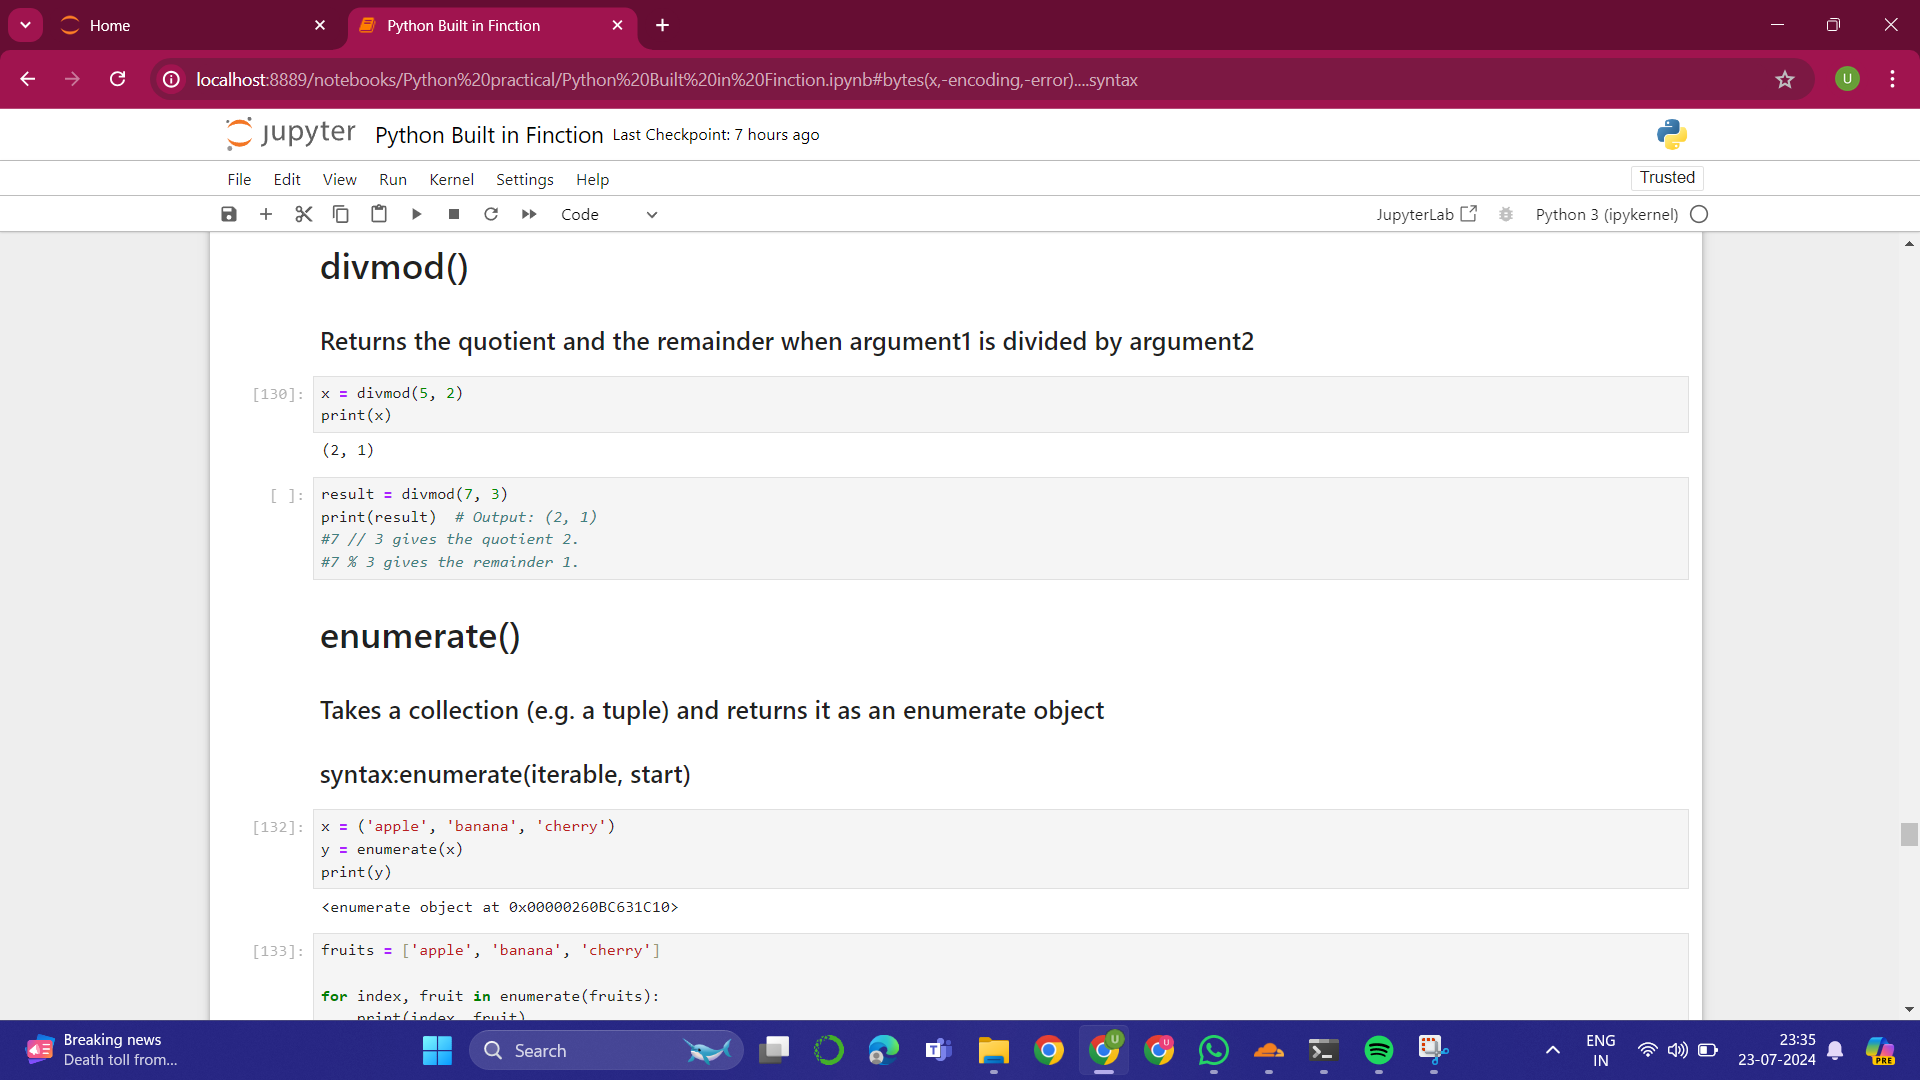 Home
Python Built in Finction
localhost:8889/notebooks/Python%20practical/Python%20Built%20in%20Finction.ipynb#bytes(x,-encoding,-error)....syntax
U
jupyter Python Built in Finction Last Checkpoint: 7 hours ago
File Edit View Run Kernel Settings Help
Trusted
Code
JupyterLab
Python 3 (ipykernel)
divmod()
Returns the quotient and the remainder when argument1 is divided by argument2
[130]:
x = divmod(5, 2)
print(x)
(2, 1)
[ ]:
result = divmod(7, 3)
print(result)  # Output: (2, 1)
#7 // 3 gives the quotient 2.
#7 % 3 gives the remainder 1.
enumerate()
Takes a collection (e.g. a tuple) and returns it as an enumerate object
syntax:enumerate(iterable, start)
[132]:
x = ('apple', 'banana', 'cherry')
y = enumerate(x)
print(y)
<enumerate object at 0x00000260BC631C10>
[133]:
fruits = ['apple', 'banana', 'cherry']
for index, fruit in enumerate(fruits):
print(index, fruit)
Breaking news
Death toll from...
Search
U
U
ENG
IN
23:35
23-07-2024
PRE